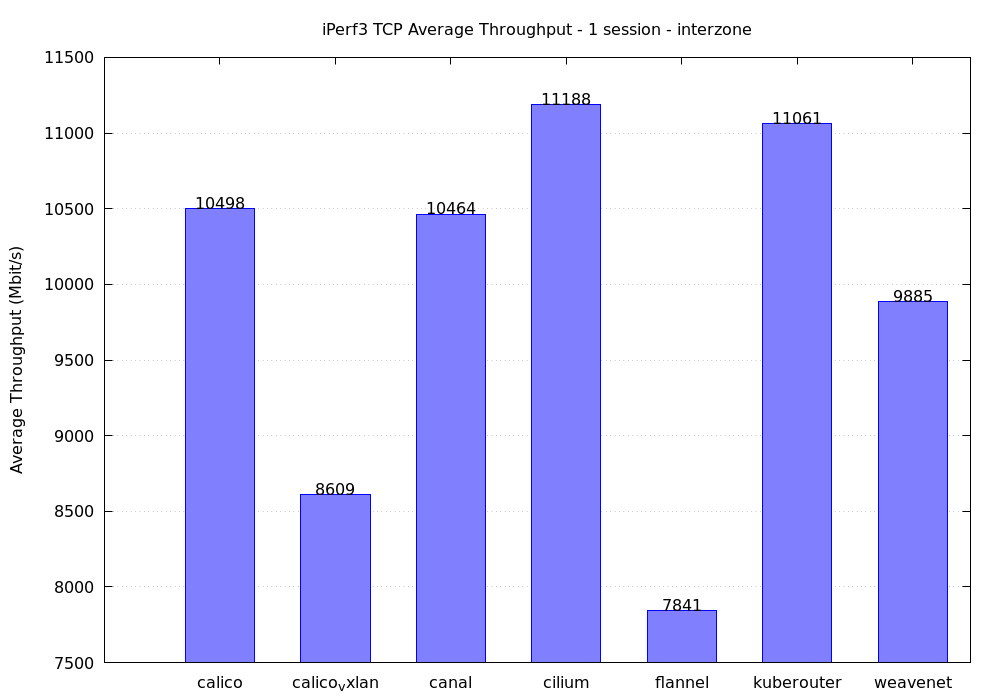 iPerf3 TCP Average Throughput - 1 session - interzone
11500
11000
10500
10000
9500
9000
8500
8000
7500
Average Throughput (Mbit/s)
10498
8609
10464
11188
7841
11061
9885
calico
calicovxlan
canal
cilium
flannel
kuberouter
weavenet